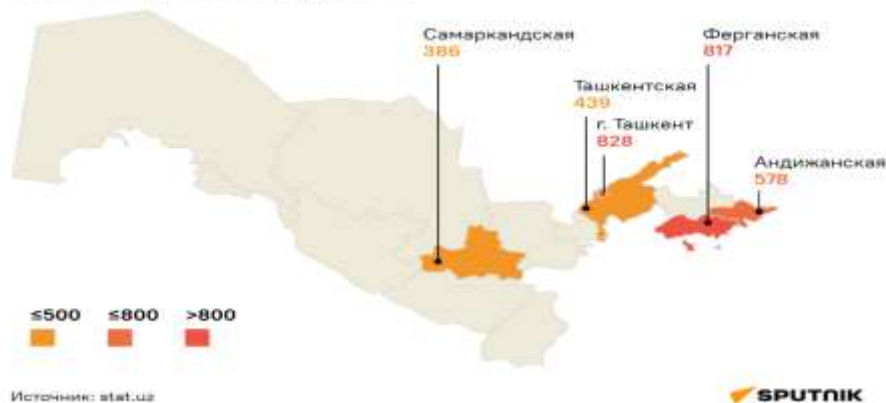 Самаркандская
386
Ферганская
817
Ташкентская
439
г. Ташкент
828
Андижанская
578
≤500 ≤800 >800
Источник: stat.uz
SPUTNIK